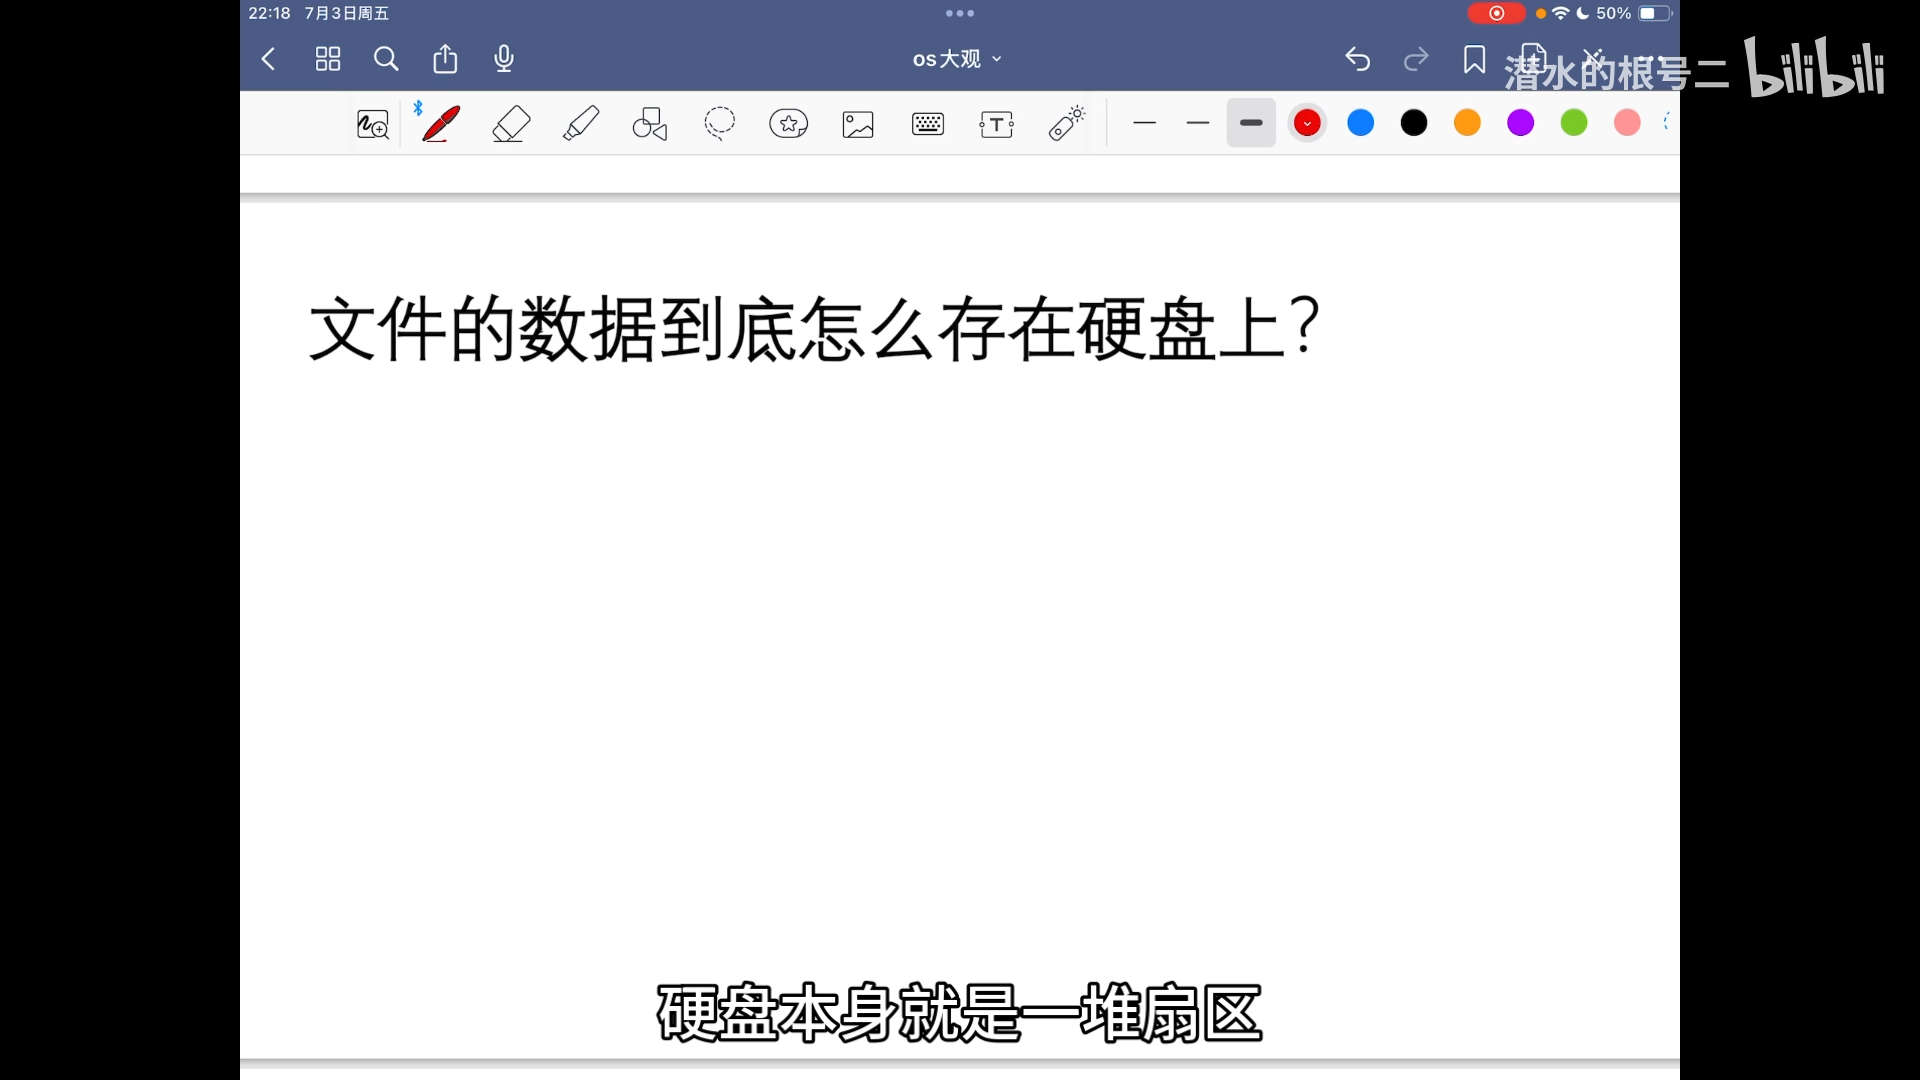 22:18 7月3日周五
50%
os大观
潜水的根号二 bilibili
T
文件的数据到底怎么存在硬盘上?
硬盘本身就是一堆扇区